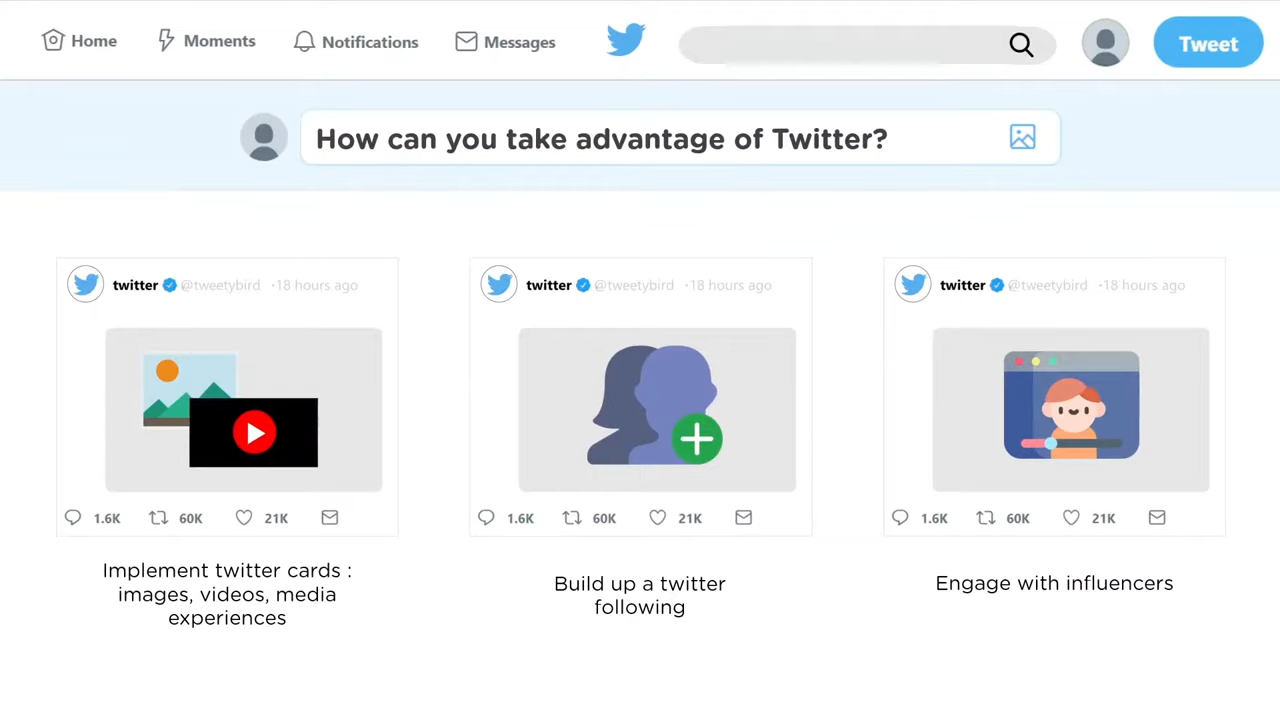 Home Moments Notifications Messages Tweet
How can you take advantage of Twitter?
twitter @tweetybird ·18 hours ago
1.6K 60K 21K
Implement twitter cards :
images, videos, media
experiences
twitter @tweetybird ·18 hours ago
1.6K 60K 21K
Build up a twitter
following
twitter @tweetybird ·18 hours ago
1.6K 60K 21K
Engage with influencers